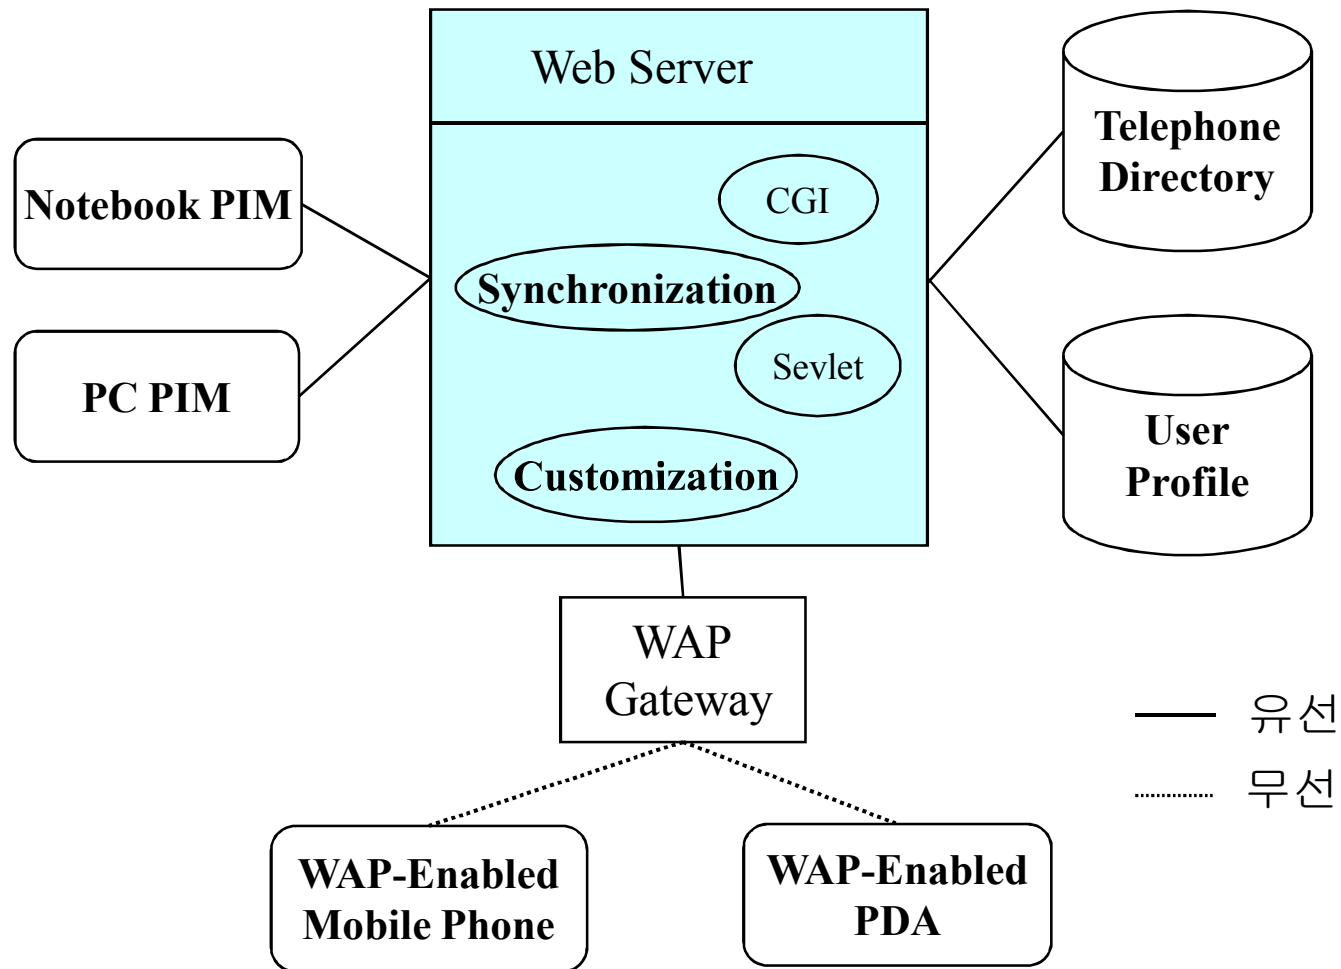 Web Server
Telephone
Directory
Notebook PIM
CGI
Synchronization
Sevlet
PC PIM
User
Profile
Customization
WAP
Gateway
유선
무선
WAP-Enabled
Mobile Phone
WAP-Enabled
PDA